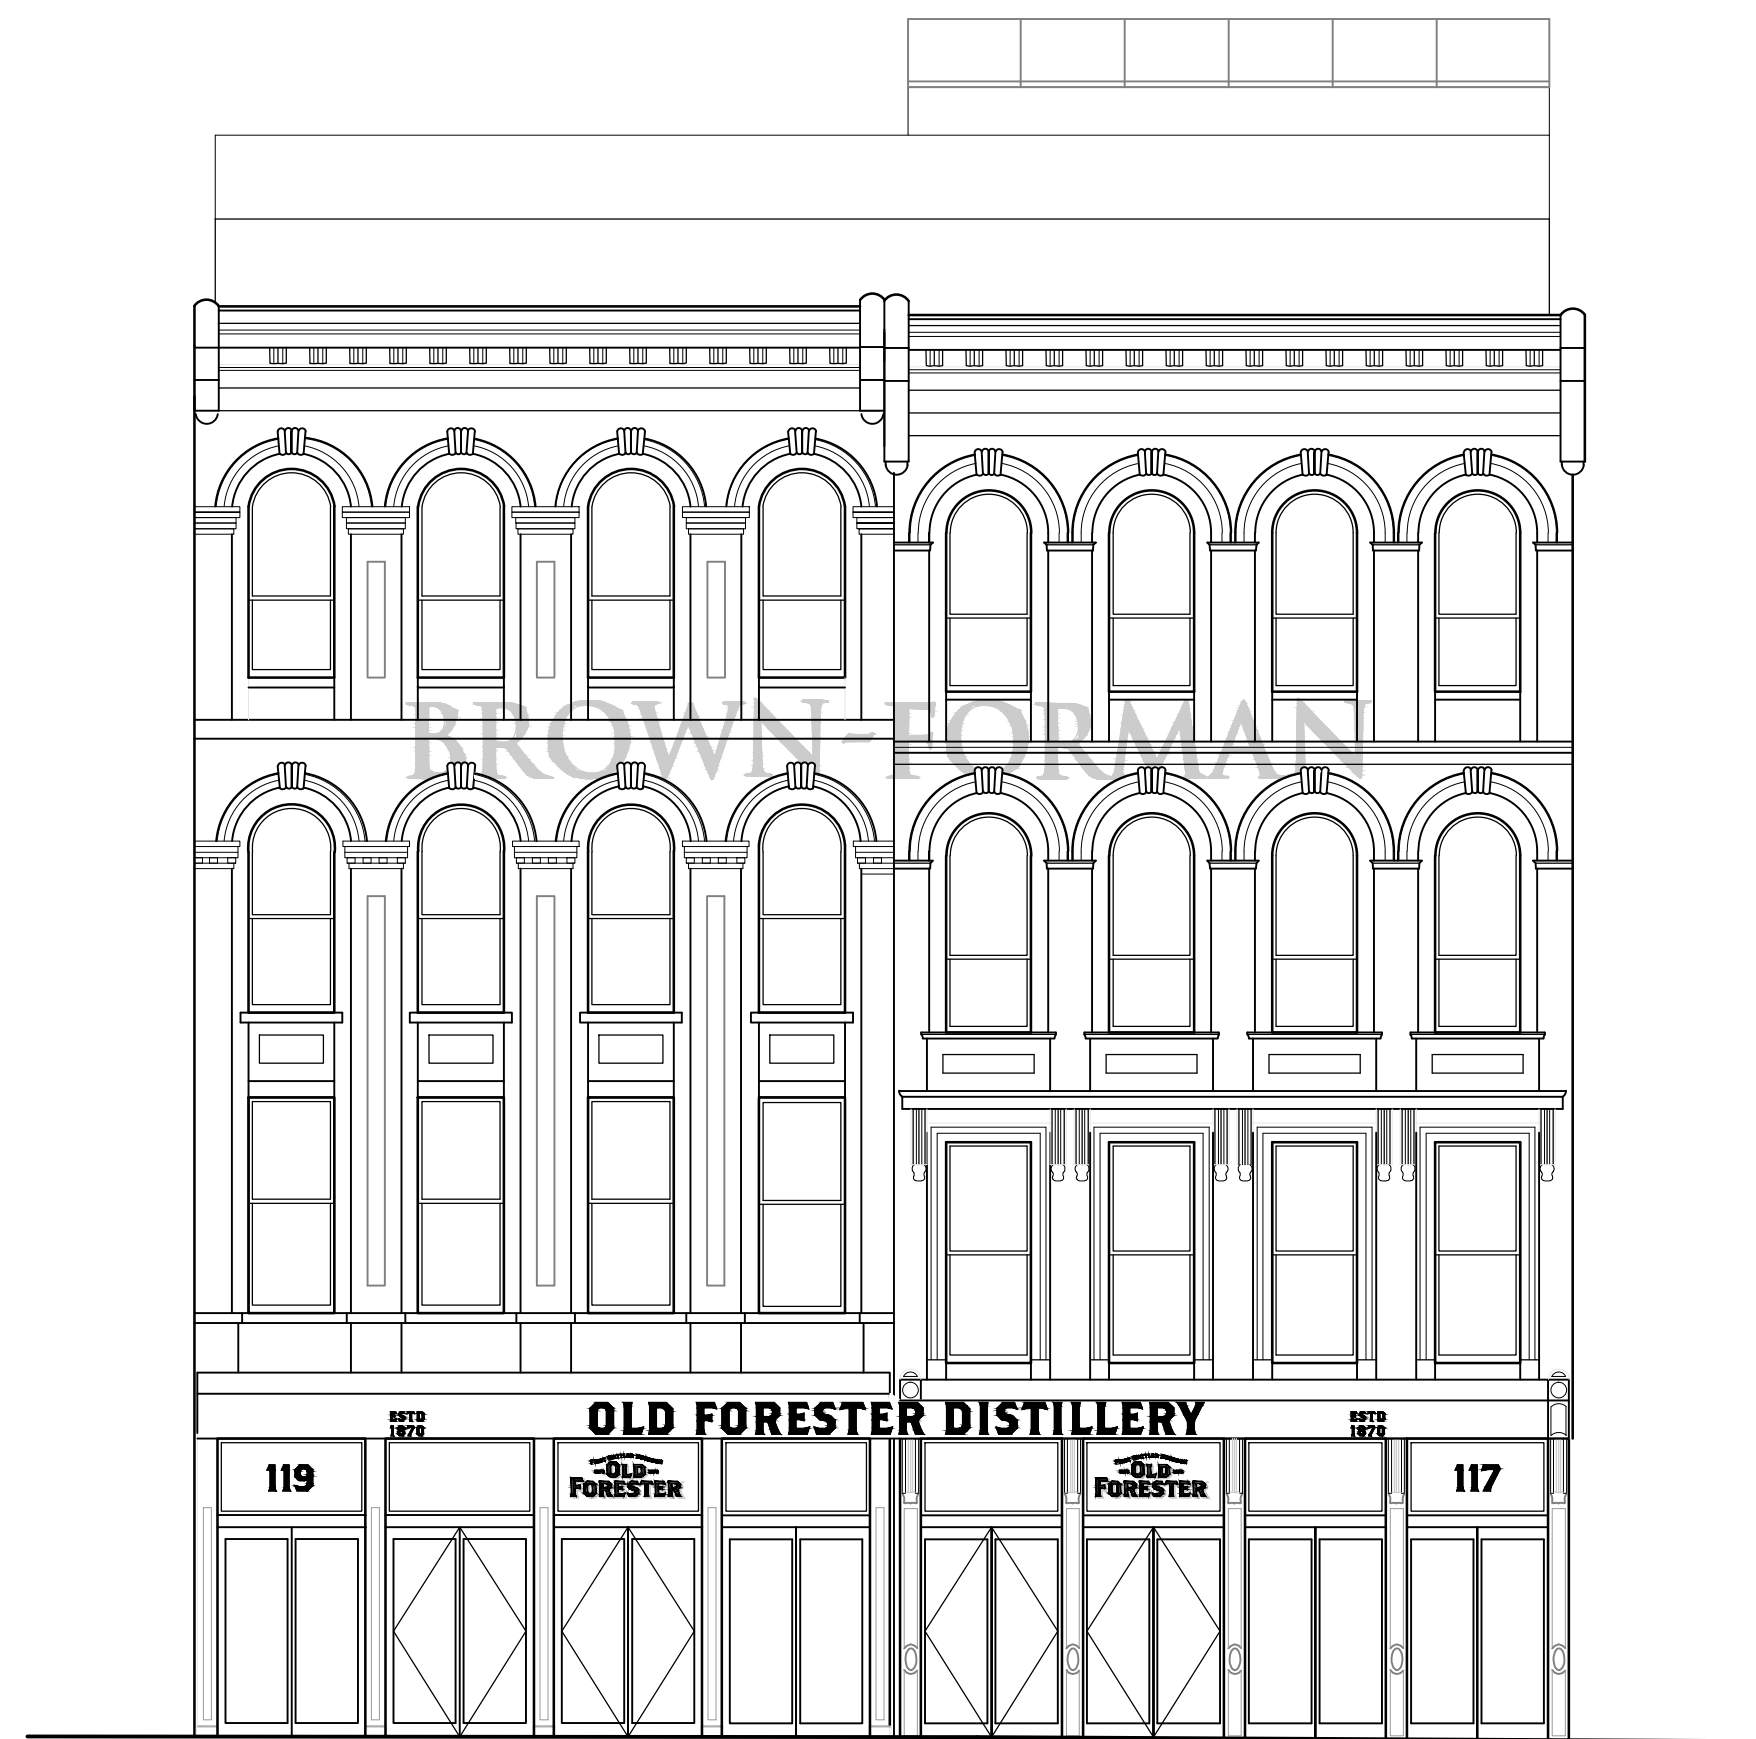 BROWN-FORMAN
OLD FORESTER DISTILLERY
ESTD
1870
ESTD
1870
119
OLD
FORESTER
OLD
FORESTER
117